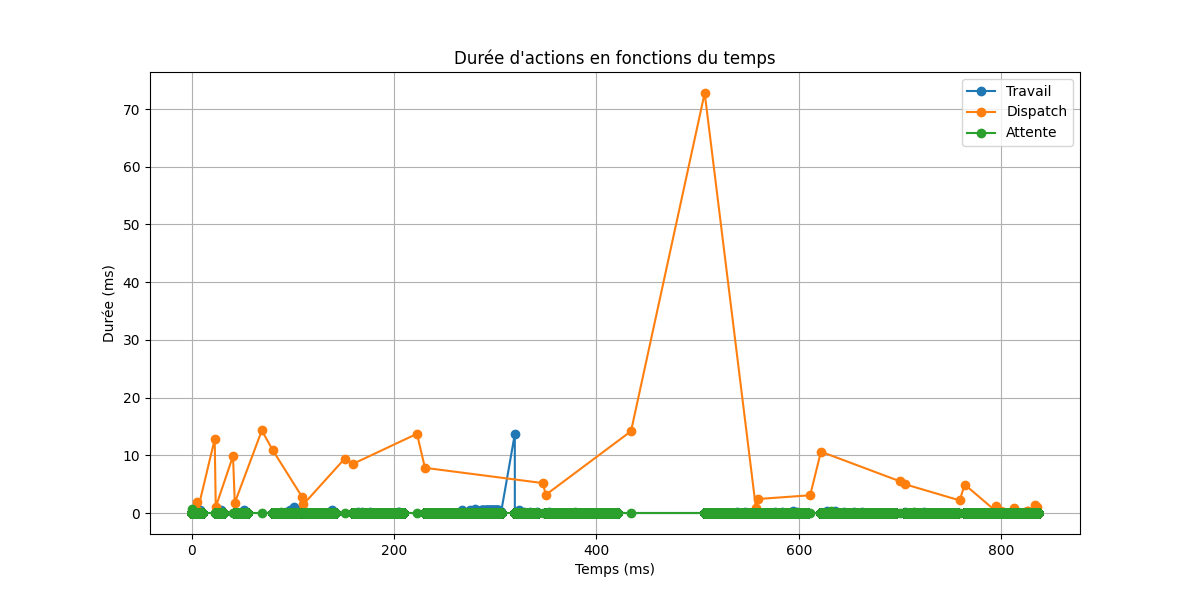 Durée d'actions en fonctions du temps
Travail
Dispatch
Attente
Durée (ms)
70
60
50
40
30
20
10
0
0 200 400 600 800
Temps (ms)